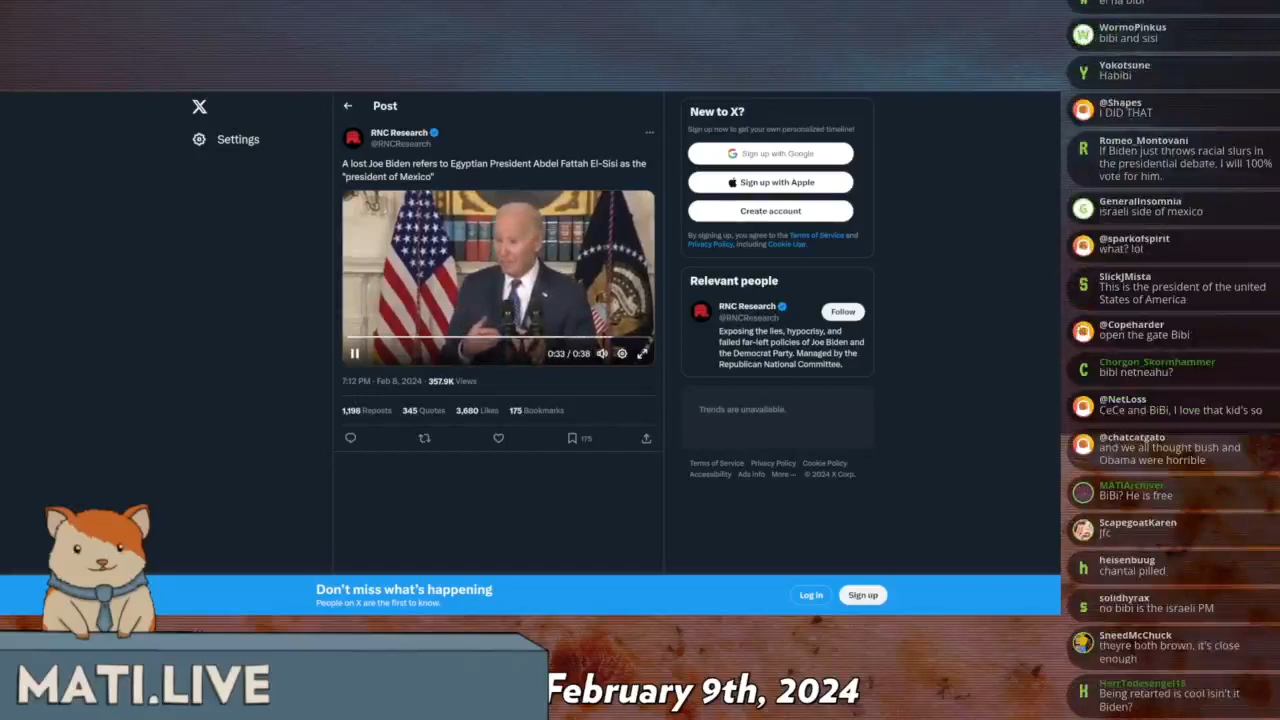 Post
Settings
RNC Research
@RNCResearch
A lost Joe Biden refers to Egyptian President Abdel Fattah El-Sisi as the
"president of Mexico"
0:33 / 0:38
7:12 PM · Feb 8, 2024 · 357.9K Views
1,198 Reposts 345 Quotes 3,680 Likes 175 Bookmarks
175
New to X?
Sign up now to get your own personalized timeline!
Sign up with Google
Sign up with Apple
Create account
By signing up, you agree to the Terms of Service and
Privacy Policy, including Cookie Use.
Relevant people
RNC Research
@RNCResearch
Follow
Exposing the lies, hypocrisy, and
failed far-left policies of Joe Biden and
the Democrat Party. Managed by the
Republican National Committee.
Trends are unavailable.
Terms of Service Privacy Policy Cookie Policy
Accessibility Ads info More ··· © 2024 X Corp.
Don't miss what's happening
People on X are the first to know.
Log in
Sign up
MATI.LIVE
February 9th, 2024
WormoPinkus
bibi and sisi
Yokotsune
Habibi
@Shapes
i DID THAT
Romeo_Montovani
If Biden just throws racial slurs in
the presidential debate, I will 100%
vote for him.
GeneralInsomnia
israeli side of mexico
@sparkofspirit
what? lol
SlickJMista
This is the president of the united
States of America
@Copeharder
open the gate Bibi
Chorgon_Skormhammer
bibi netneahu?
@NetLoss
CeCe and BiBi, I love that kid's so
@chatcatgato
and we all thought bush and
Obama were horrible
MATIArchiver
BiBi? He is free
ScapegoatKaren
Jfc
heisenbuug
chantal pilled
solidhyrax
no bibi is the israeli PM
SneedMcChuck
theyre both brown, it's close
enough
HerrTodesengel18
Being retarted is cool isin't it
Biden?